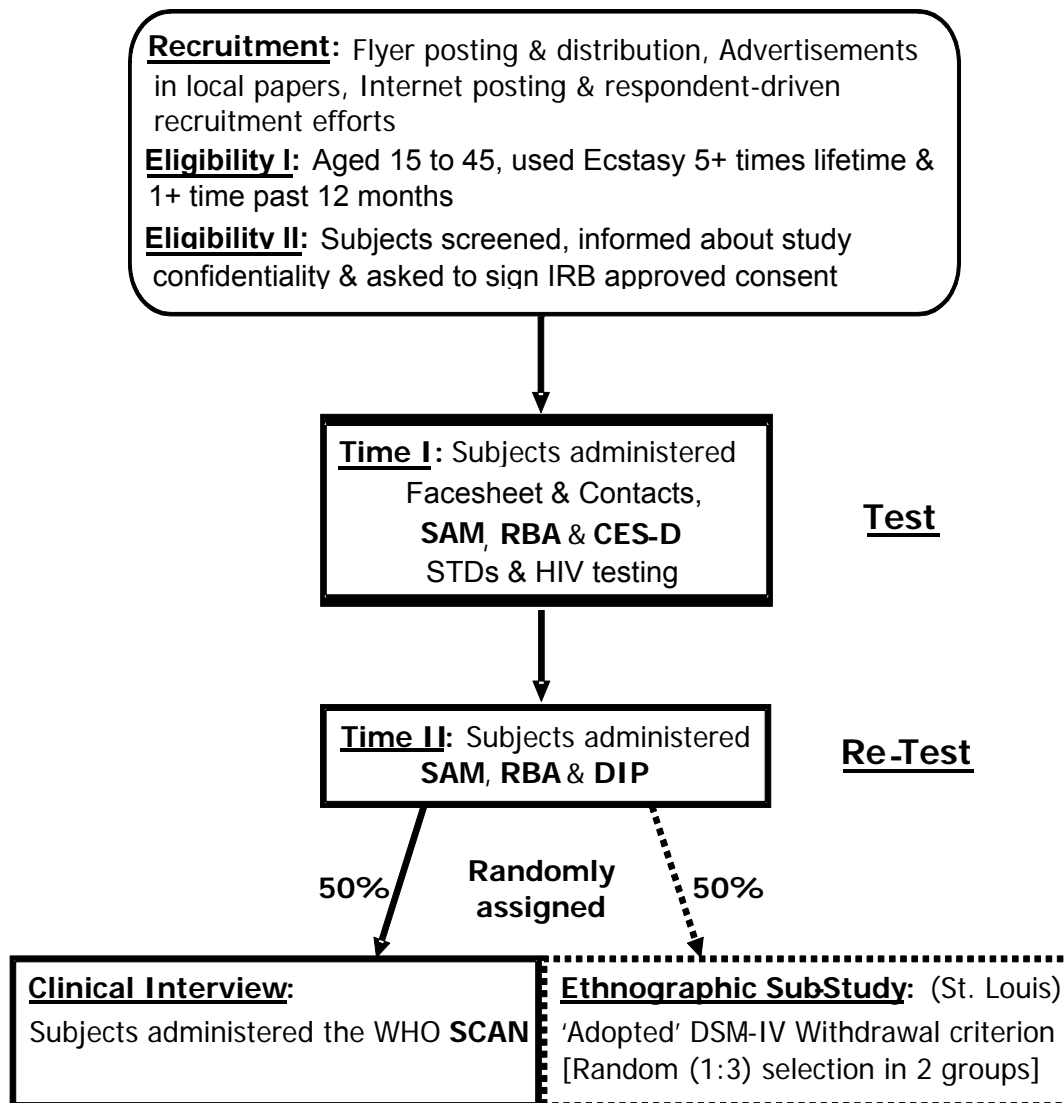 Recruitment: Flyer posting & distribution, Advertisements
in local papers, Internet posting & respondent-driven
recruitment efforts
Eligibility I: Aged 15 to 45, used Ecstasy 5+ times lifetime &
1+ time past 12 months
Eligibility II: Subjects screened, informed about study
confidentiality & asked to sign IRB approved consent
Time I: Subjects administered
Facesheet & Contacts,
SAM, RBA & CES-D
STDs & HIV testing
Test
Time II: Subjects administered
SAM, RBA & DIP
Re-Test
50%
Randomly
assigned
50%
Clinical Interview:
Subjects administered the WHO SCAN
Ethnographic Sub-Study: (St. Louis)
‘Adopted’ DSM-IV Withdrawal criterion
[Random (1:3) selection in 2 groups]